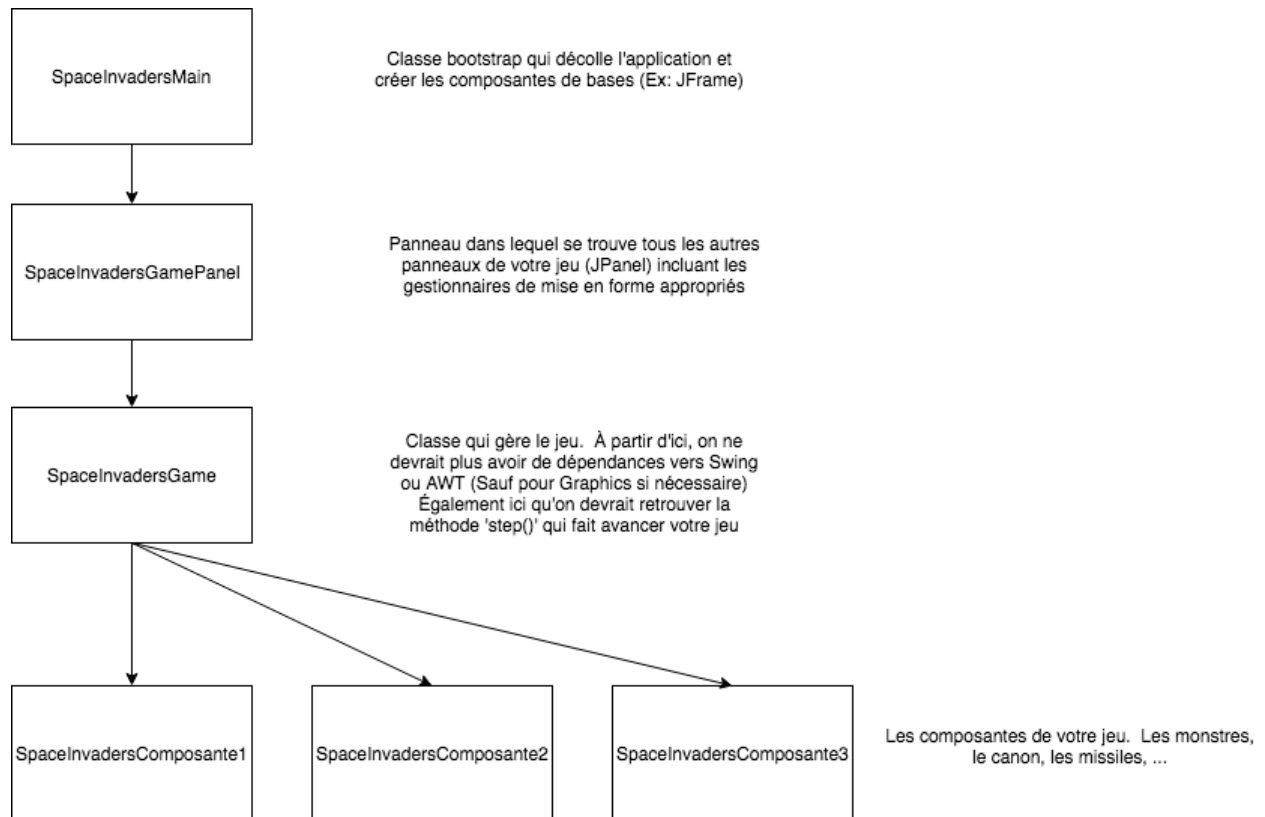 SpaceInvadersMain
Classe bootstrap qui décolle l'application et
créer les composantes de bases (Ex: JFrame)
SpaceInvadersGamePanel
Panneau dans lequel se trouve tous les autres
panneaux de votre jeu (JPanel) incluant les
gestionnaires de mise en forme appropriés
SpaceInvadersGame
Classe qui gère le jeu. À partir d'ici, on ne
devrait plus avoir de dépendances vers Swing
ou AWT (Sauf pour Graphics si nécessaire)
Également ici qu'on devrait retrouver la
méthode 'step()' qui fait avancer votre jeu
SpaceInvadersComposante1
SpaceInvadersComposante2
SpaceInvadersComposante3
Les composantes de votre jeu. Les monstres,
le canon, les missiles, ...